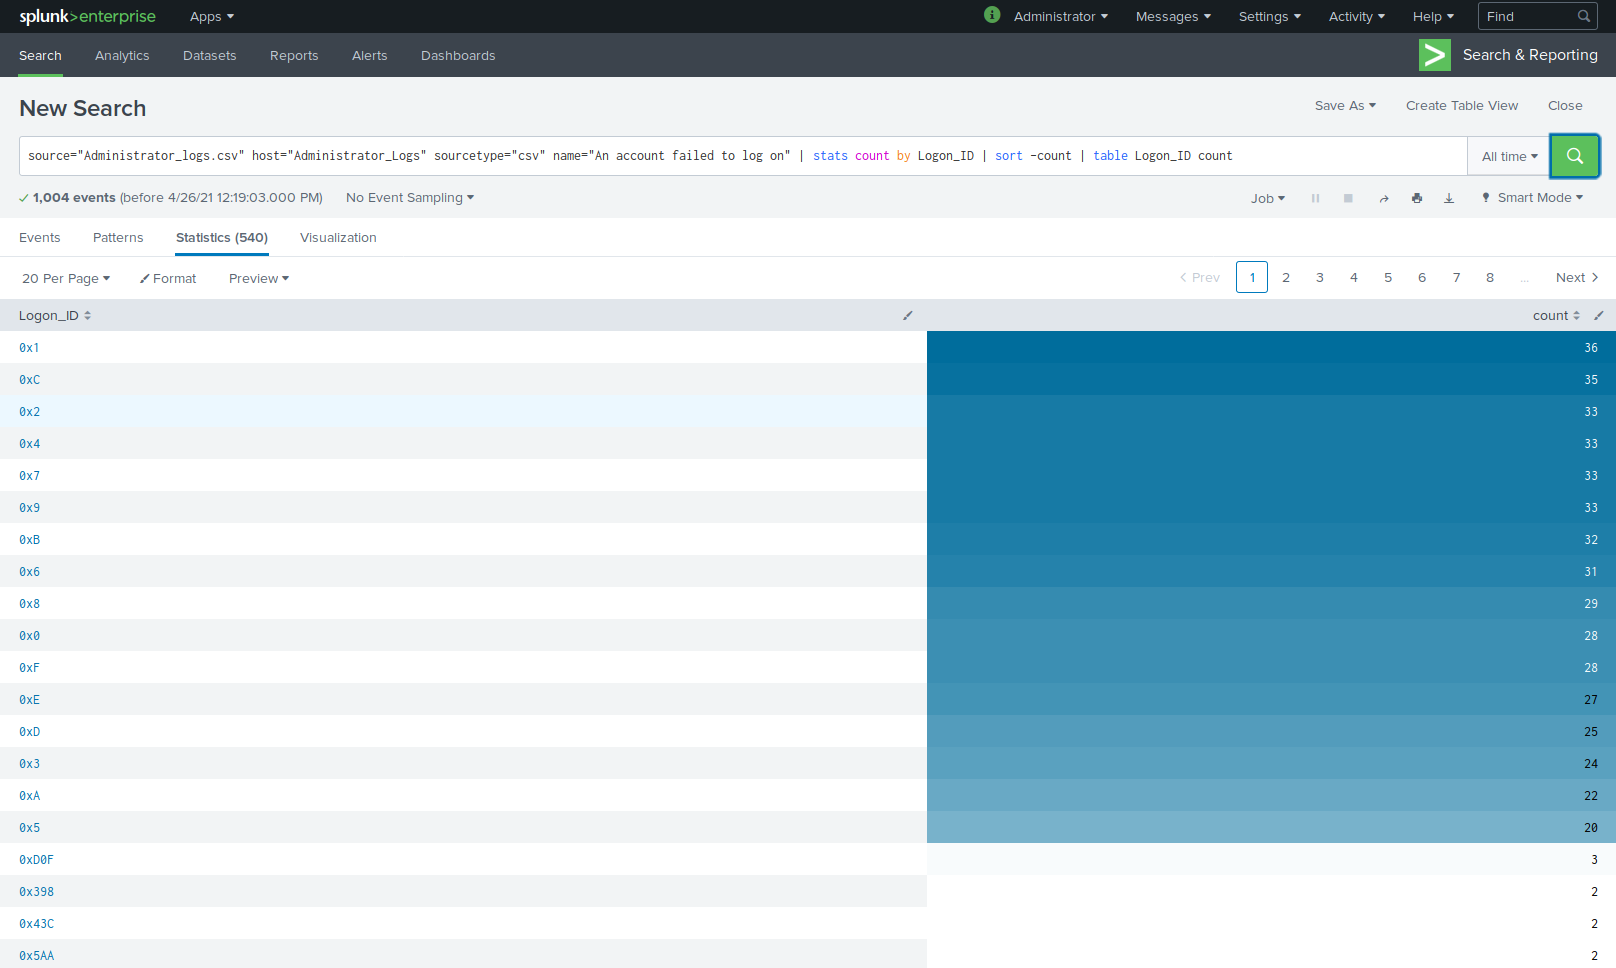 splunk>enterprise Apps Administrator Messages Settings Activity Help Find
Search Analytics Datasets Reports Alerts Dashboards Search & Reporting
New Search Save As Create Table View Close
source="Administrator_logs.csv" host="Administrator_Logs" sourcetype="csv" name="An account failed to log on" | stats count by Logon_ID | sort -count | table Logon_ID count All time
1,004 events (before 4/26/21 12:19:03.000 PM) No Event Sampling Job Smart Mode
Events Patterns Statistics (540) Visualization
20 Per Page Format Preview < Prev 1 2 3 4 5 6 7 8 ... Next >
Logon_ID count
0x1 36
0xC 35
0x2 33
0x4 33
0x7 33
0x9 33
0xB 32
0x6 31
0x8 29
0x0 28
0xF 28
0xE 27
0xD 25
0x3 24
0xA 22
0x5 20
0xD0F 3
0x398 2
0x43C 2
0x5AA 2